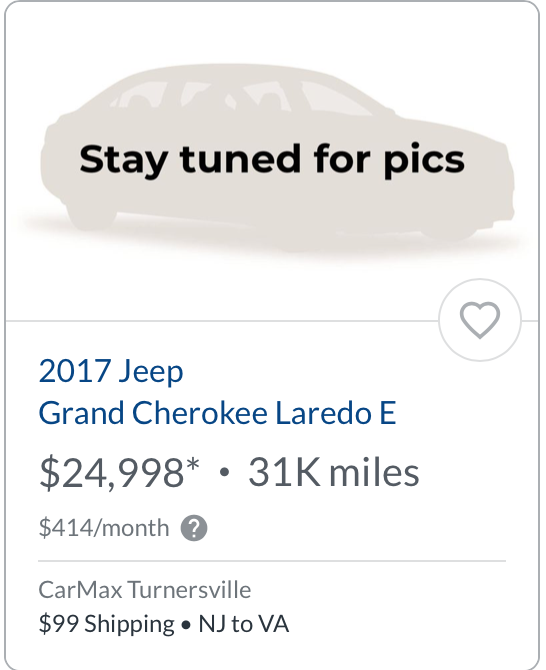 Stay tuned for pics
2017 Jeep
Grand Cherokee Laredo E
$24,998* • 31K miles
$414/month ?
CarMax Turnersville
$99 Shipping • NJ to VA